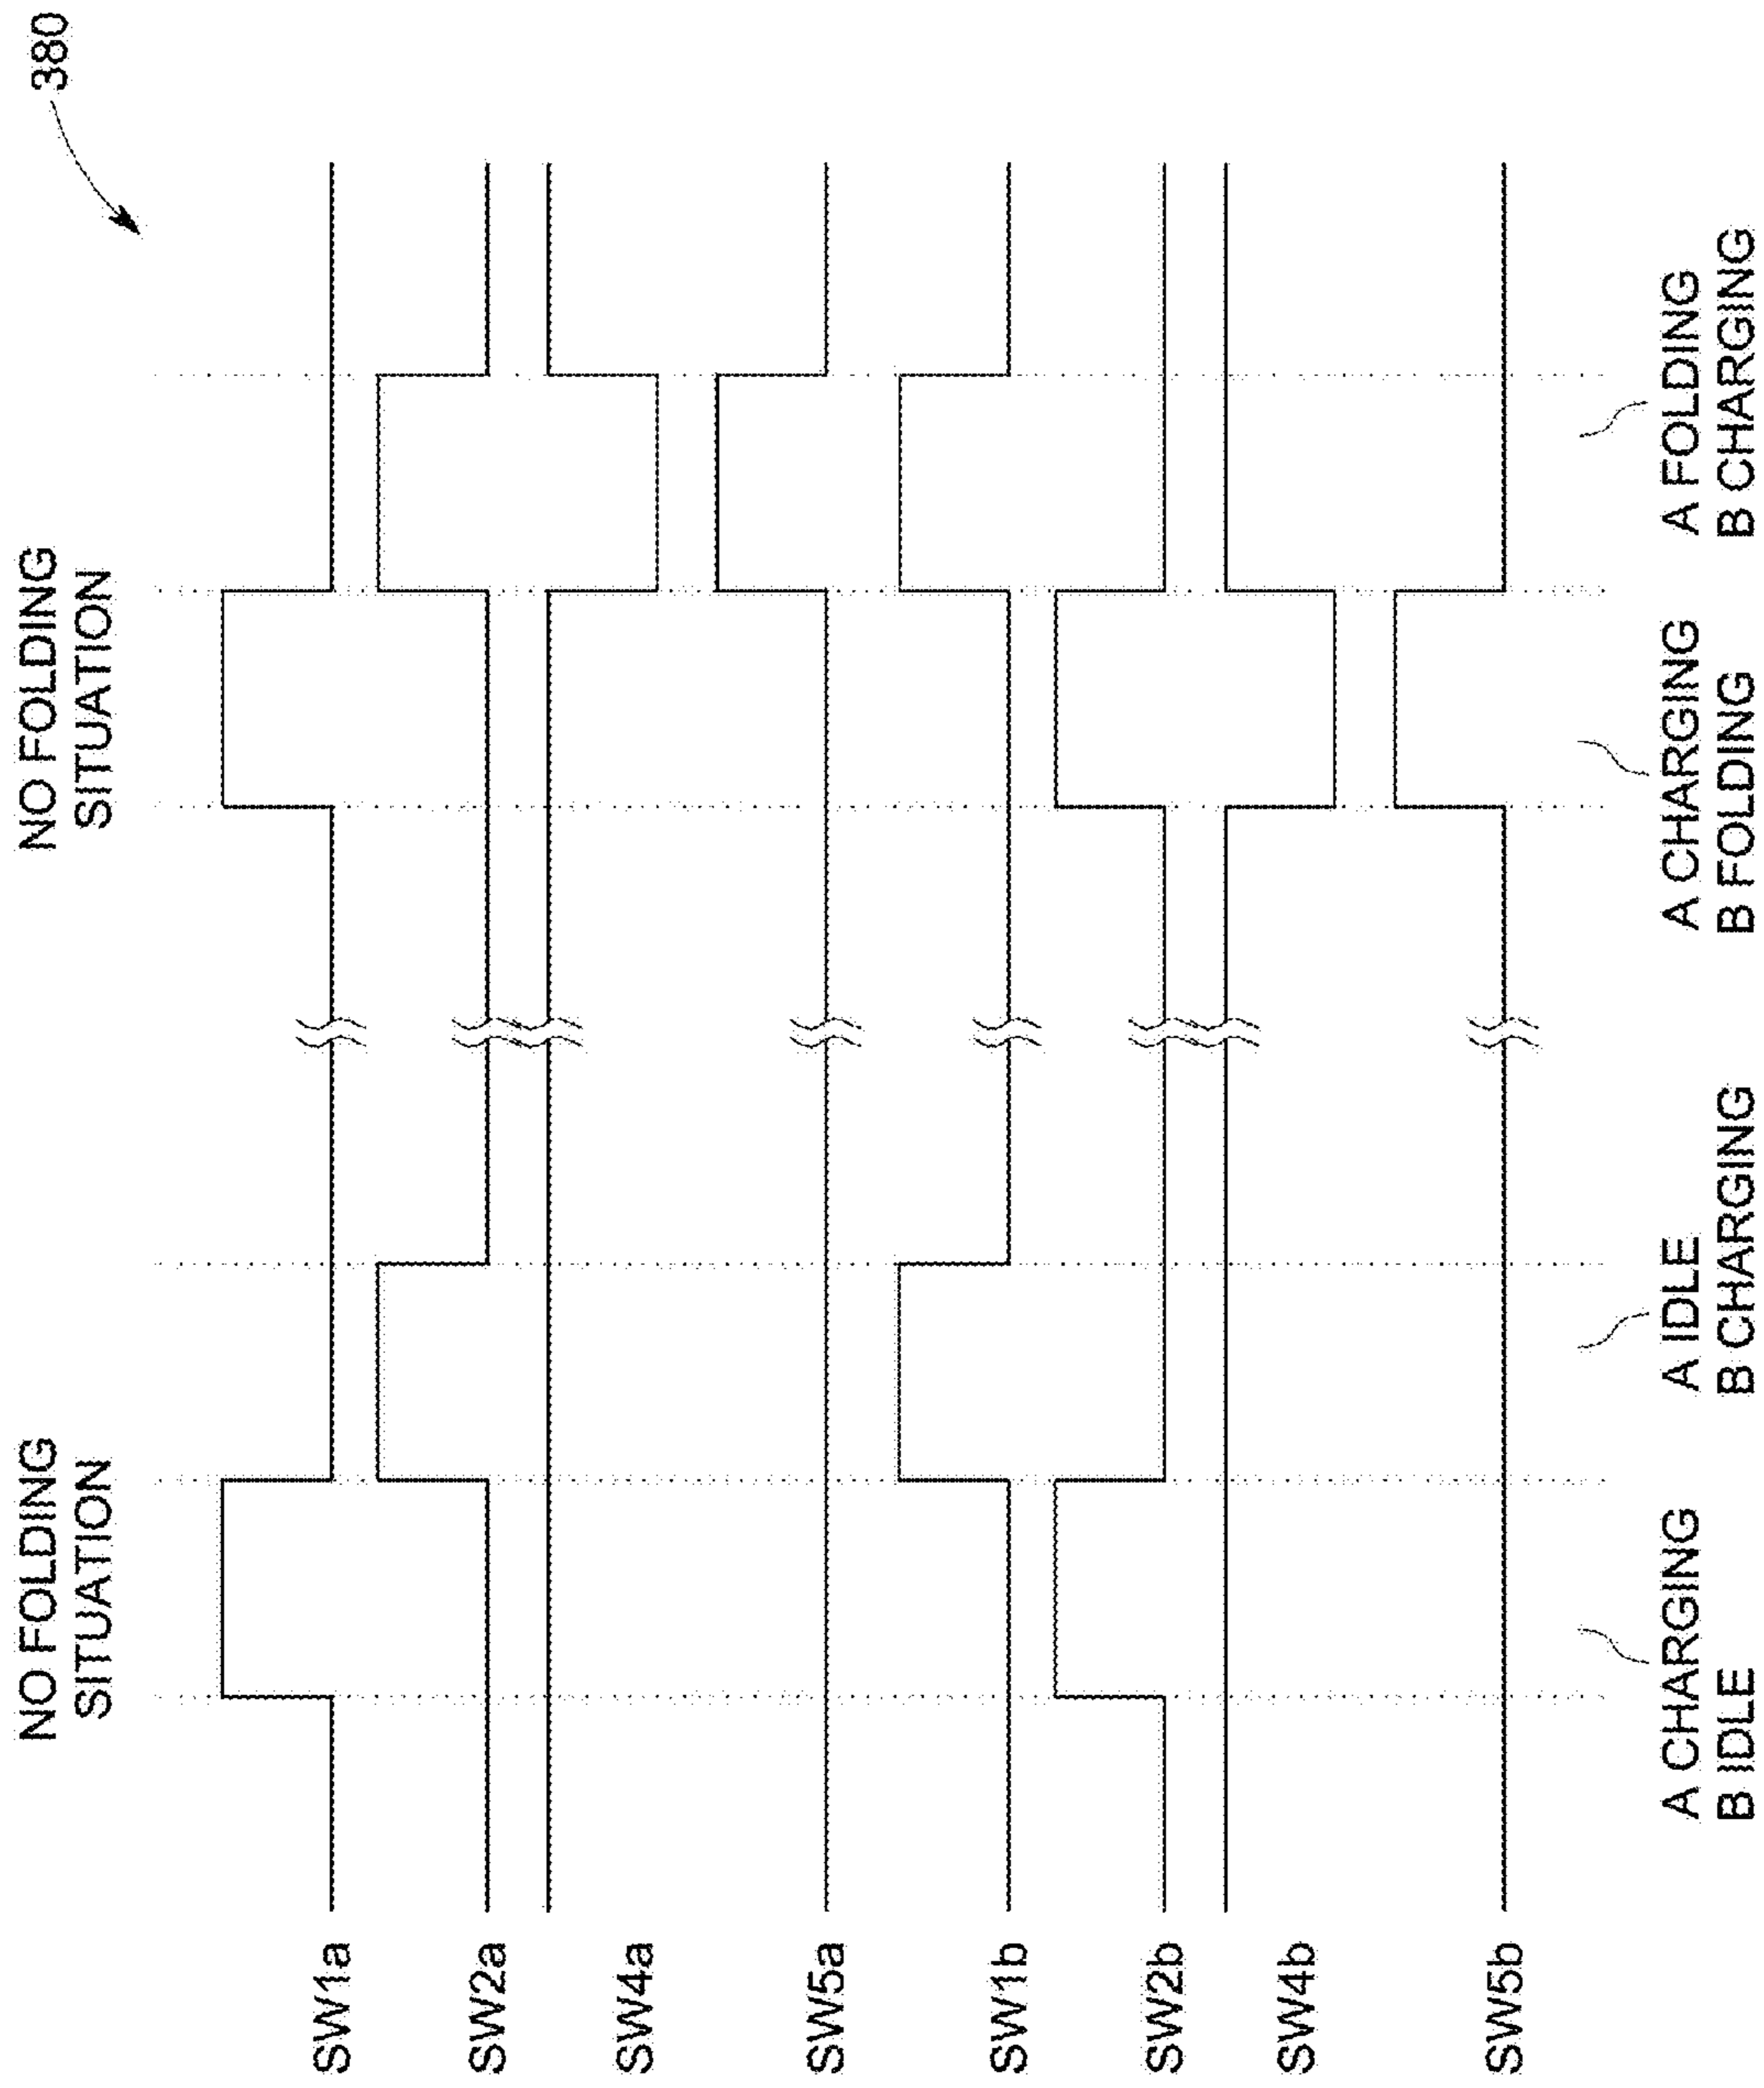 380
NO FOLDING
SITUATION
NO FOLDING
SITUATION
SW1a
SW2a
SW4a
SW5a
SW1b
SW2b
SW4b
SW5b
A CHARGING
B IDLE
A IDLE
B CHARGING
A CHARGING
B FOLDING
A FOLDING
B CHARGING